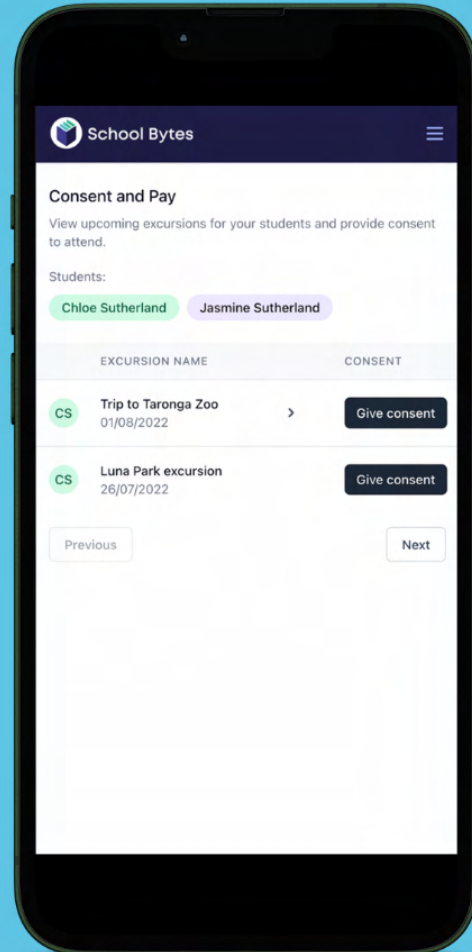 School Bytes
Consent and Pay
View upcoming excursions for your students and provide consent
to attend.
Students:
Chloe Sutherland Jasmine Sutherland
EXCURSION NAME CONSENT
CS Trip to Taronga Zoo > Give consent
01/08/2022
CS Luna Park excursion Give consent
26/07/2022
Previous Next